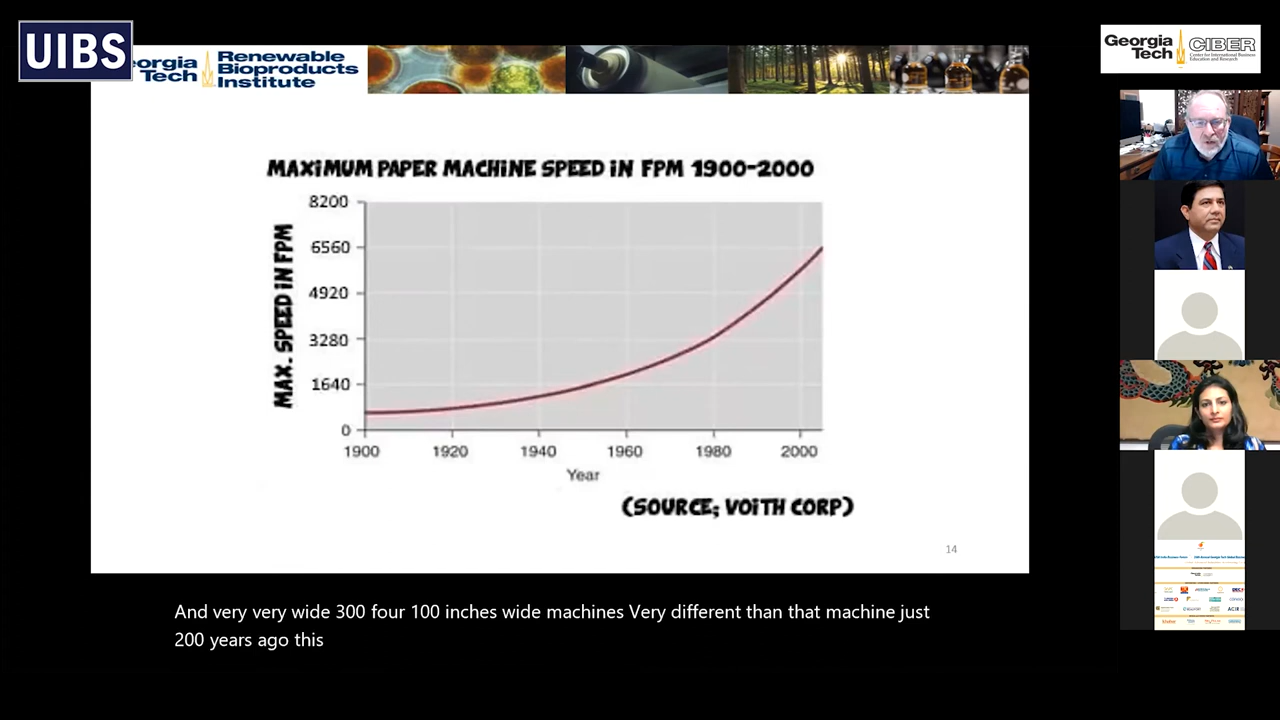 UIBS
Georgia Tech
Renewable Bioproducts Institute
Georgia Tech
CIBER
Center for International Business Education and Research
MAXIMUM PAPER MACHINE SPEED IN FPM 1900-2000
MAX. SPEED IN FPM
8200
6560
4920
3280
1640
0
1900 1920 1940 1960 1980 2000
Year
(SOURCE; VOITH CORP)
14
And very very wide 300 four 100 inches wide machines Very different than that machine just
200 years ago this